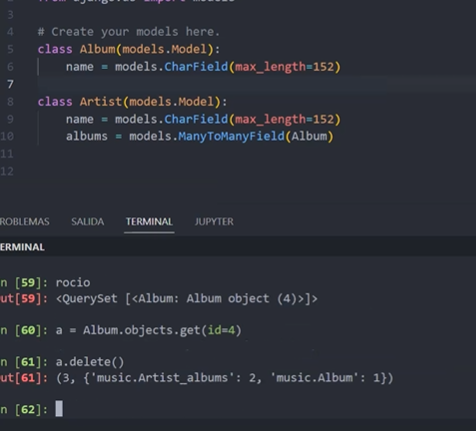 2
3
4 # Create your models here.
5 class Album(models.Model):
6 name = models.CharField(max_length=152)
7
8 class Artist(models.Model):
9 name = models.CharField(max_length=152)
10 albums = models.ManyToManyField(Album)
11
12
ROBLEMAS SALIDA TERMINAL JUPYTER
ERMINAL
n [59]: rocio
ut[59]: <QuerySet [<Album: Album object (4)>]>
n [60]: a = Album.objects.get(id=4)
n [61]: a.delete()
ut[61]: (3, {'music.Artist_albums': 2, 'music.Album': 1})
n [62]: